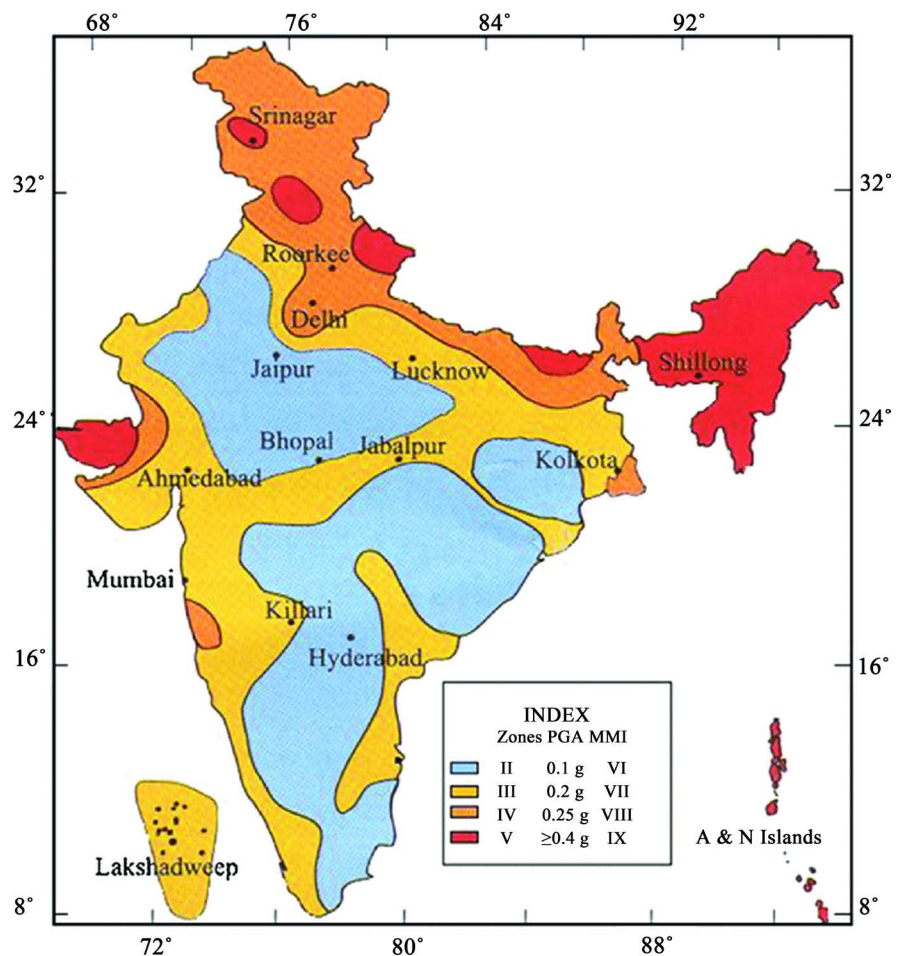 68˚ 76˚ 84˚ 92˚
Srinagar
32˚ 32˚
Roorkee
Delhi
Jaipur
Lucknow
Shillong
24˚ 24˚
Bhopal
Jabalpur
Kolkota
Ahmedabad
Mumbai
Killari
Hyderabad
16˚ 16˚
INDEX
Zones PGA MMI
II 0.1 g VI
III 0.2 g VII
IV 0.25 g VIII
V ≥0.4 g IX
A & N Islands
Lakshadweep
8˚ 8˚
72˚ 80˚ 88˚